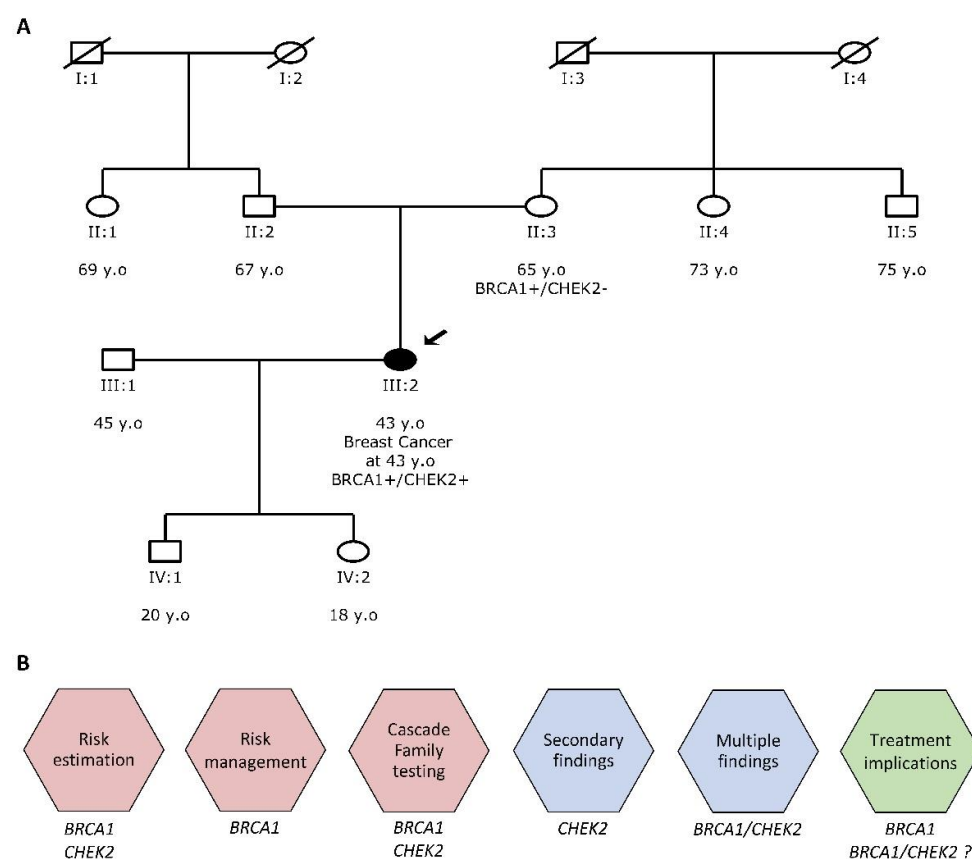 A
I:1
I:2
I:3
I:4
II:1
II:2
II:3
II:4
II:5
69 y.o
67 y.o
65 y.o
73 y.o
75 y.o
BRCA1+/CHEK2-
III:1
III:2
45 y.o
43 y.o
Breast Cancer
at 43 y.o
BRCA1+/CHEK2+
IV:1
IV:2
20 y.o
18 y.o
B
Risk
estimation
Risk
management
Cascade
Family
testing
Secondary
findings
Multiple
findings
Treatment
implications
BRCA1
CHEK2
BRCA1
BRCA1
CHEK2
CHEK2
BRCA1/CHEK2
BRCA1
BRCA1/CHEK2 ?